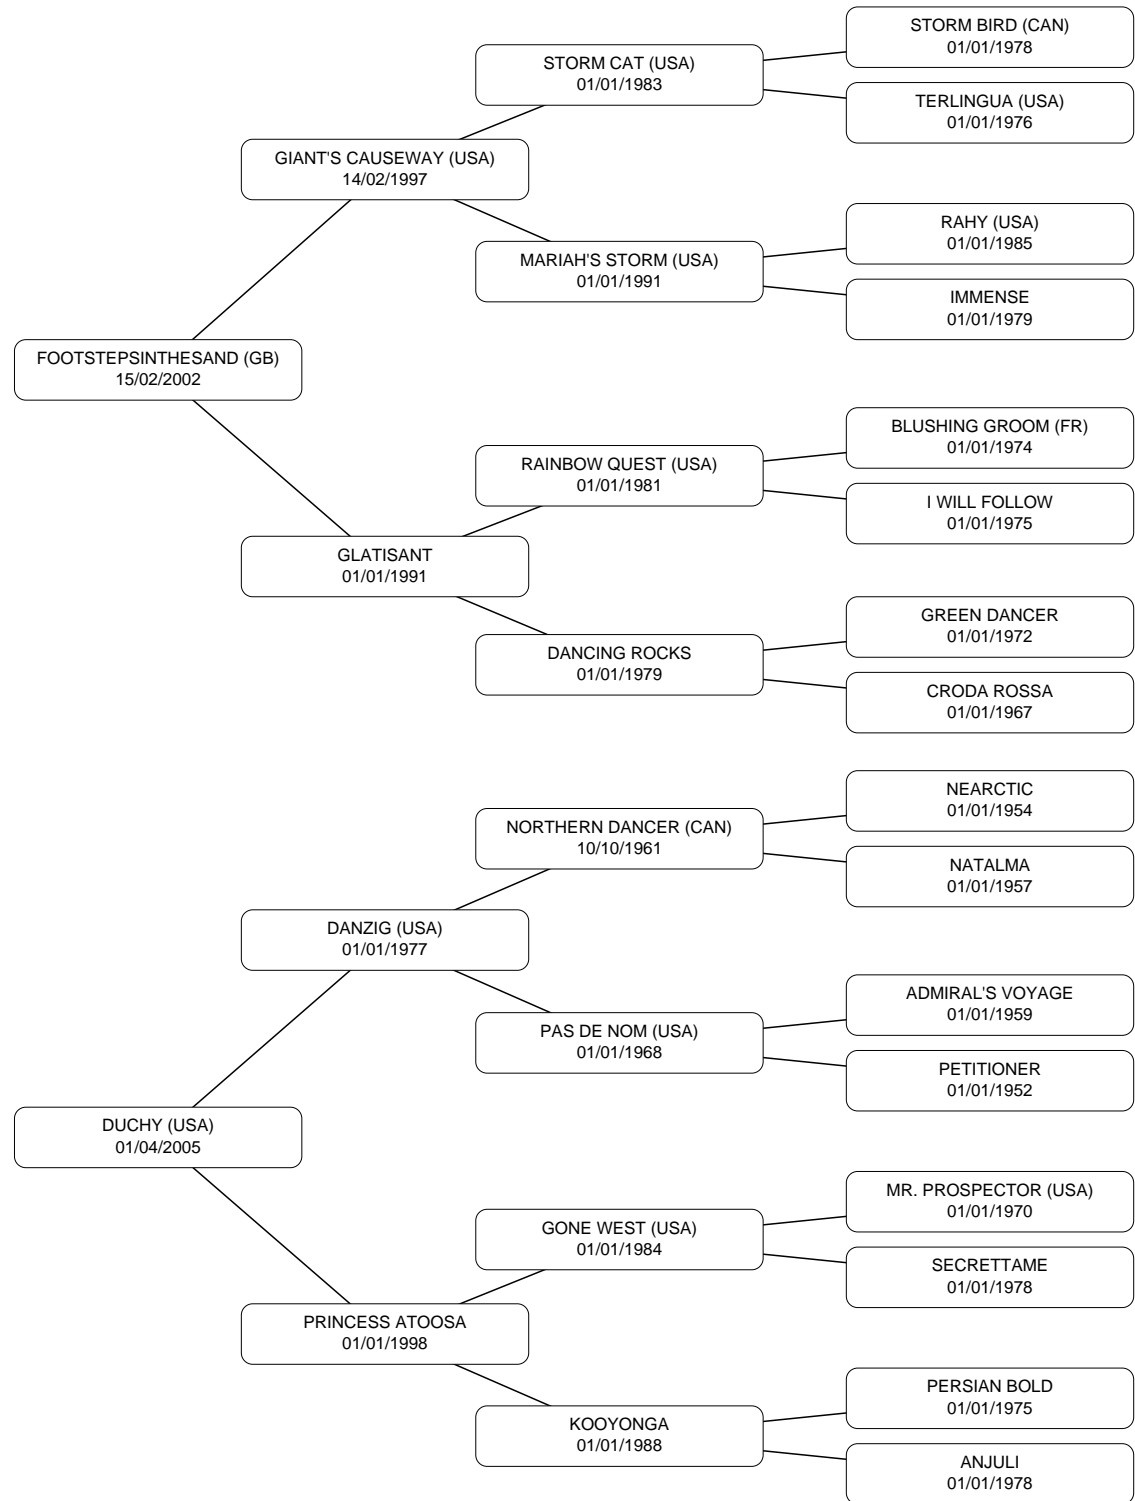 STORM BIRD (CAN)
01/01/1978
STORM CAT (USA)
01/01/1983
TERLINGUA (USA)
01/01/1976
GIANT'S CAUSEWAY (USA)
14/02/1997
RAHY (USA)
01/01/1985
MARIAH'S STORM (USA)
01/01/1991
IMMENSE
01/01/1979
FOOTSTEPSINTHESAND (GB)
15/02/2002
BLUSHING GROOM (FR)
01/01/1974
RAINBOW QUEST (USA)
01/01/1981
I WILL FOLLOW
01/01/1975
GLATISANT
01/01/1991
GREEN DANCER
01/01/1972
DANCING ROCKS
01/01/1979
CRODA ROSSA
01/01/1967
NEARCTIC
01/01/1954
NORTHERN DANCER (CAN)
10/10/1961
NATALMA
01/01/1957
DANZIG (USA)
01/01/1977
ADMIRAL'S VOYAGE
01/01/1959
PAS DE NOM (USA)
01/01/1968
PETITIONER
01/01/1952
DUCHY (USA)
01/04/2005
MR. PROSPECTOR (USA)
01/01/1970
GONE WEST (USA)
01/01/1984
SECRETTAME
01/01/1978
PRINCESS ATOOSA
01/01/1998
PERSIAN BOLD
01/01/1975
KOOYONGA
01/01/1988
ANJULI
01/01/1978